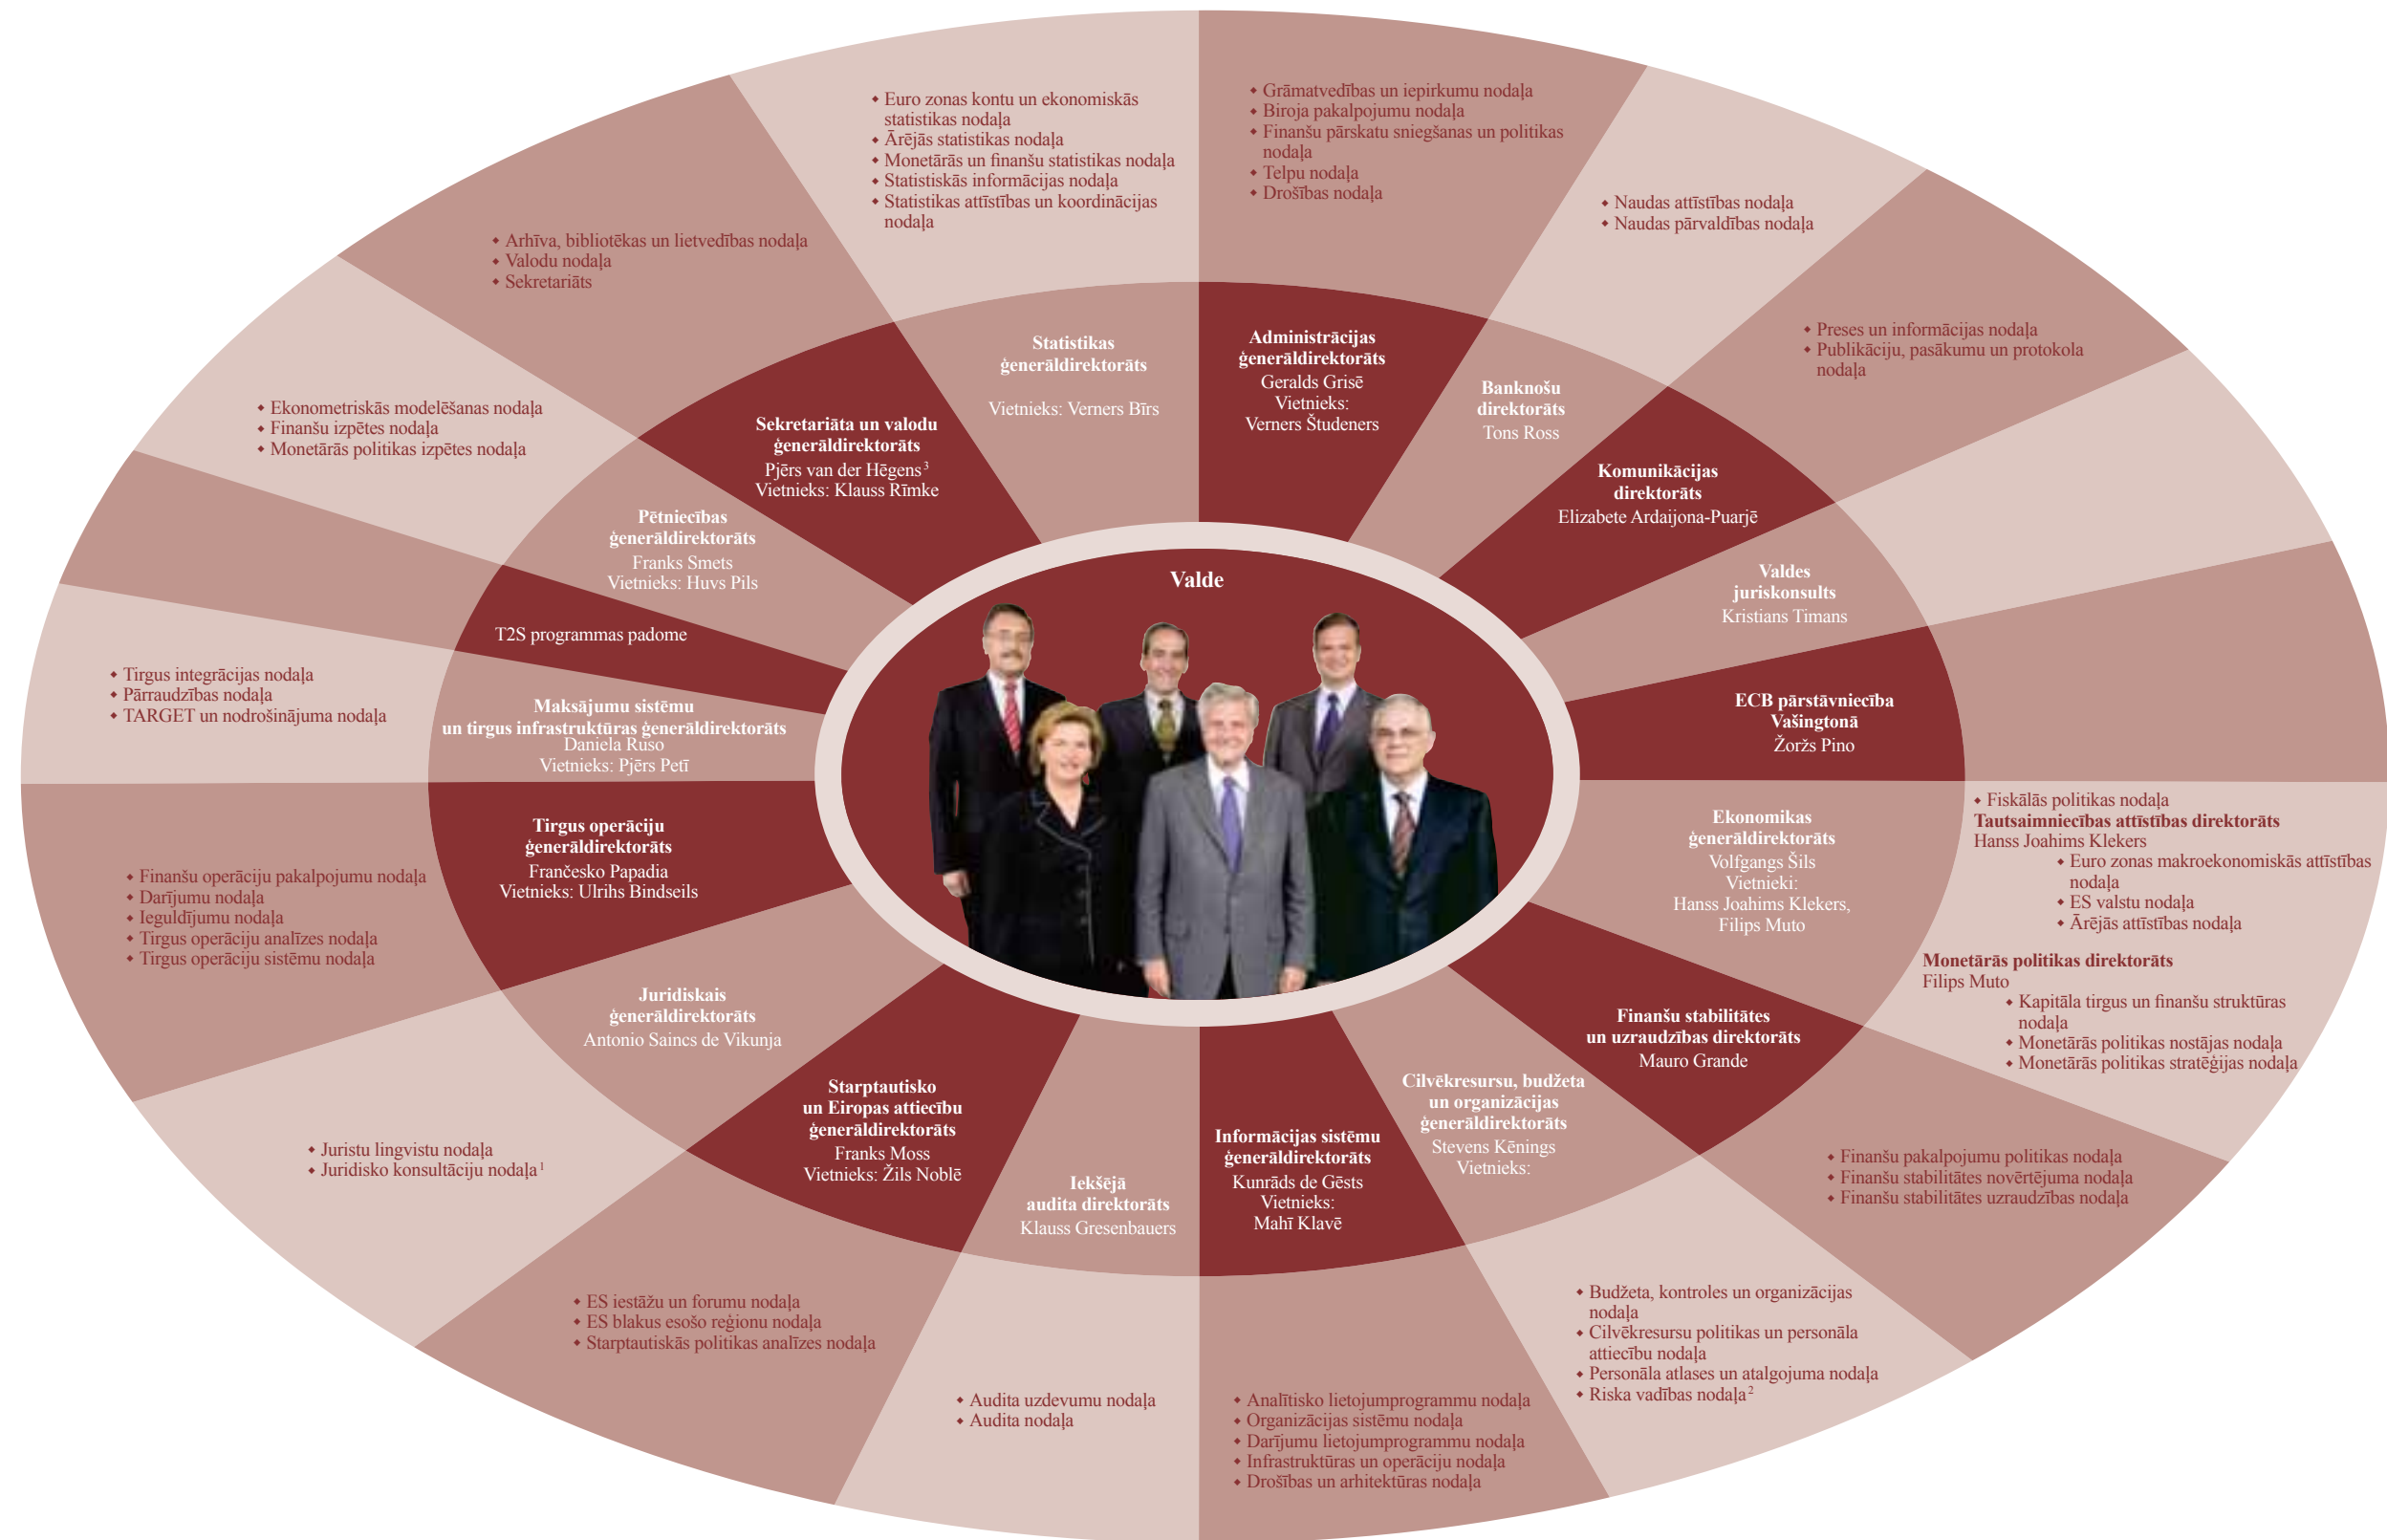 Valde
Administrācijas
ģenerāldirektorāts
Geralds Grisē
Vietnieks:
Verners Študeners
◆ Grāmatvedības un iepirkumu nodaļa
◆ Biroja pakalpojumu nodaļa
◆ Finanšu pārskatu sniegšanas un politikas
nodaļa
◆ Telpu nodaļa
◆ Drošības nodaļa
Banknošu
direktorāts
Tons Ross
◆ Naudas attīstības nodaļa
◆ Naudas pārvaldības nodaļa
Komunikācijas
direktorāts
Elizabete Ardaijona-Puarjē
◆ Preses un informācijas nodaļa
◆ Publikāciju, pasākumu un protokola
nodaļa
Valdes
juriskonsults
Kristians Timans
ECB pārstāvniecība
Vašingtonā
Žoržs Pino
Ekonomikas
ģenerāldirektorāts
Volfgangs Šils
Vietnieki:
Hanss Joahims Klekers,
Filips Muto
◆ Fiskālās politikas nodaļa
Tautsaimniecības attīstības direktorāts
Hanss Joahims Klekers
◆ Euro zonas makroekonomiskās attīstības
nodaļa
◆ ES valstu nodaļa
◆ Ārējās attīstības nodaļa
Monetārās politikas direktorāts
Filips Muto
◆ Kapitāla tirgus un finanšu struktūras
nodaļa
◆ Monetārās politikas nostājas nodaļa
◆ Monetārās politikas stratēģijas nodaļa
Finanšu stabilitātes
un uzraudzības direktorāts
Mauro Grande
◆ Finanšu pakalpojumu politikas nodaļa
◆ Finanšu stabilitātes novērtējuma nodaļa
◆ Finanšu stabilitātes uzraudzības nodaļa
Cilvēkresursu, budžeta
un organizācijas
ģenerāldirektorāts
Stevens Kēnings
Vietnieks:
◆ Budžeta, kontroles un organizācijas
nodaļa
◆ Cilvēkresursu politikas un personāla
attiecību nodaļa
◆ Personāla atlases un atalgojuma nodaļa
◆ Riska vadības nodaļa²
Informācijas sistēmu
ģenerāldirektorāts
Kunrāds de Gēsts
Vietnieks:
Mahī Klavē
◆ Analītisko lietojumprogrammu nodaļa
◆ Organizācijas sistēmu nodaļa
◆ Darījumu lietojumprogrammu nodaļa
◆ Infrastruktūras un operāciju nodaļa
◆ Drošības un arhitektūras nodaļa
Iekšējā
audita direktorāts
Klauss Gresenbauers
◆ Audita uzdevumu nodaļa
◆ Audita nodaļa
Starptautisko
un Eiropas attiecību
ģenerāldirektorāts
Franks Moss
Vietnieks: Žils Noblē
◆ ES iestāžu un forumu nodaļa
◆ ES blakus esošo reģionu nodaļa
◆ Starptautiskās politikas analīzes nodaļa
Juridiskais
ģenerāldirektorāts
Antonio Saincs de Vikunja
◆ Juristu lingvistu nodaļa
◆ Juridisko konsultāciju nodaļa¹
Tirgus operāciju
ģenerāldirektorāts
Frančesko Papadia
Vietnieks: Ulrihs Bindseils
◆ Finanšu operāciju pakalpojumu nodaļa
◆ Darījumu nodaļa
◆ Ieguldījumu nodaļa
◆ Tirgus operāciju analīzes nodaļa
◆ Tirgus operāciju sistēmu nodaļa
Maksājumu sistēmu
un tirgus infrastruktūras ģenerāldirektorāts
Daniela Ruso
Vietnieks: Pjērs Petī
◆ Tirgus integrācijas nodaļa
◆ Pārraudzības nodaļa
◆ TARGET un nodrošinājuma nodaļa
T2S programmas padome
Pētniecības
ģenerāldirektorāts
Franks Smets
Vietnieks: Huvs Pils
◆ Ekonometriskās modelēšanas nodaļa
◆ Finanšu izpētes nodaļa
◆ Monetārās politikas izpētes nodaļa
Sekretariāta un valodu
ģenerāldirektorāts
Pjērs van der Hēgens³
Vietnieks: Klauss Rīmke
◆ Arhīva, bibliotēkas un lietvedības nodaļa
◆ Valodu nodaļa
◆ Sekretariāts
Statistikas
ģenerāldirektorāts
Vietnieks: Verners Bīrs
◆ Euro zonas kontu un ekonomiskās
statistikas nodaļa
◆ Ārējās statistikas nodaļa
◆ Monetārās un finanšu statistikas nodaļa
◆ Statistiskās informācijas nodaļa
◆ Statistikas attīstības un koordinācijas
nodaļa